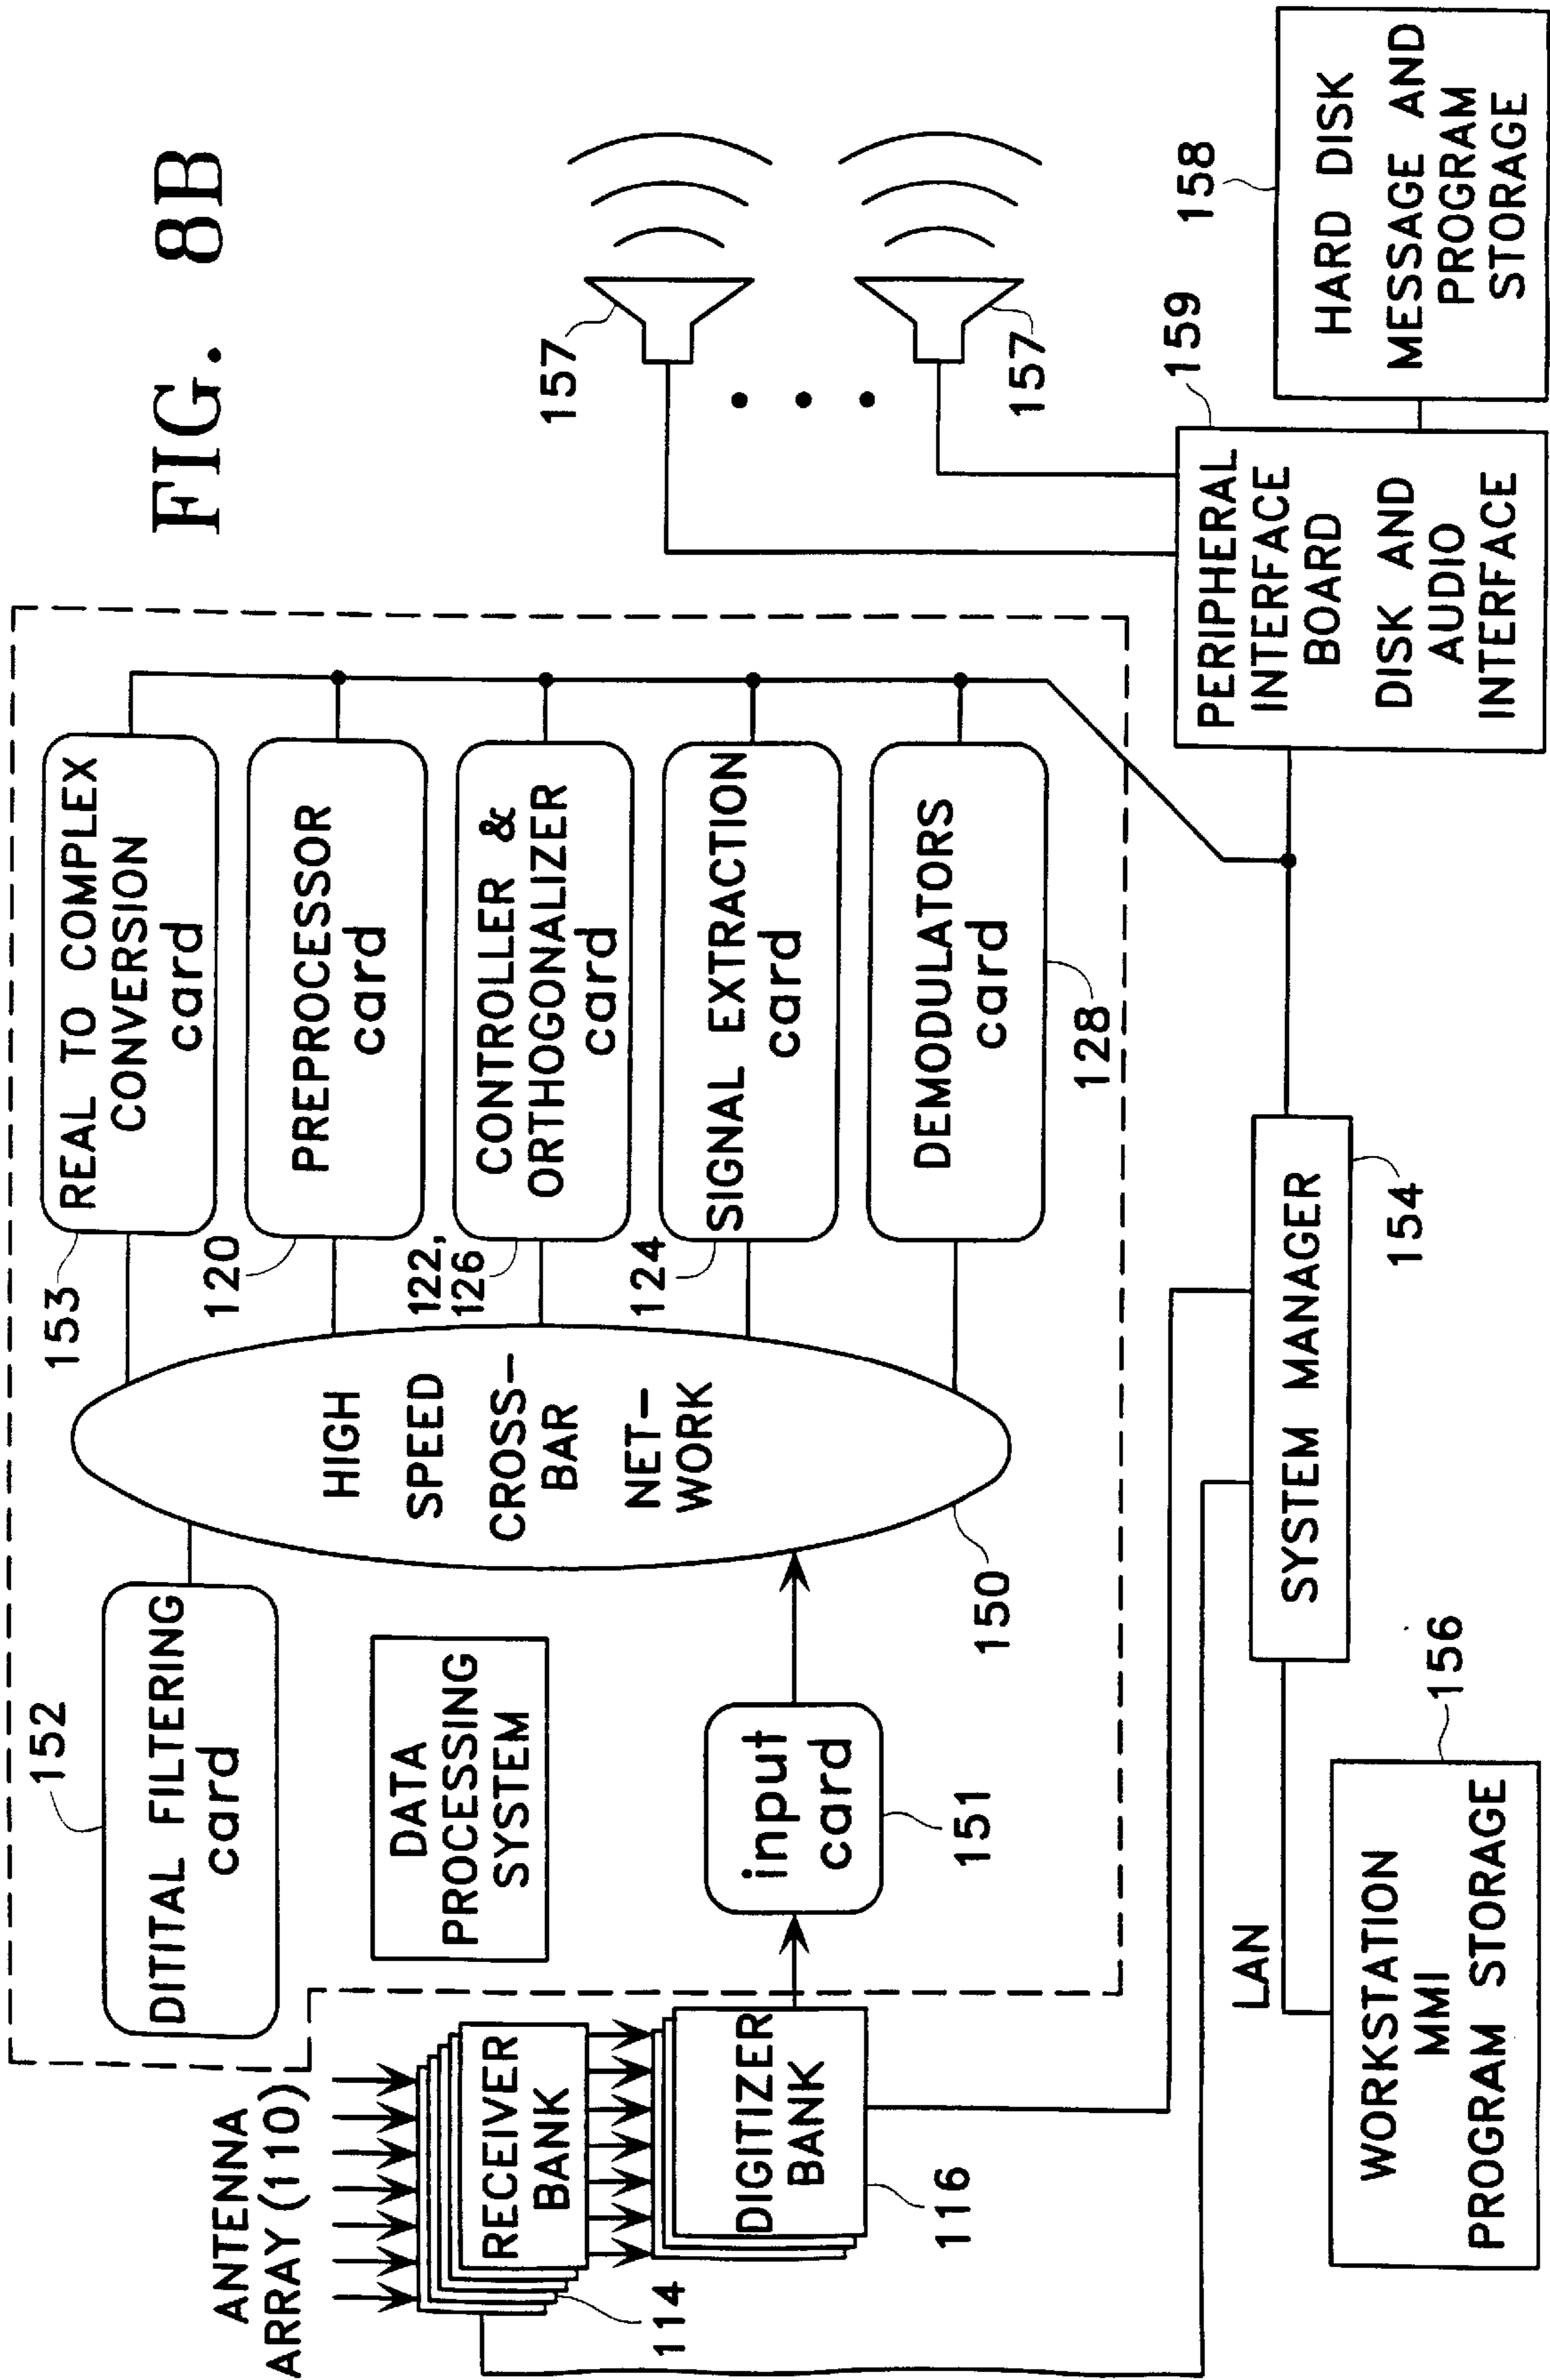 FIG. 8B
ANTENNA
ARRAY (110)
RECEIVER
BANK
114
DIGITIZER
BANK
116
152
DITITAL FILTERING
card
DATA
PROCESSING
SYSTEM
input
card
151
HIGH
SPEED
CROSS-
BAR
NET-
WORK
150
153
REAL TO COMPLEX
CONVERSION
card
120
PREPROCESSOR
card
122,
126
CONTROLLER &
ORTHOGONALIZER
card
124
SIGNAL EXTRACTION
card
DEMODULATORS
card
128
157
157
LAN
WORKSTATION
MMI
PROGRAM STORAGE
156
SYSTEM MANAGER
154
159
PERIPHERAL
INTERFACE
BOARD
DISK AND
AUDIO
INTERFACE
158
HARD DISK
MESSAGE AND
PROGRAM
STORAGE